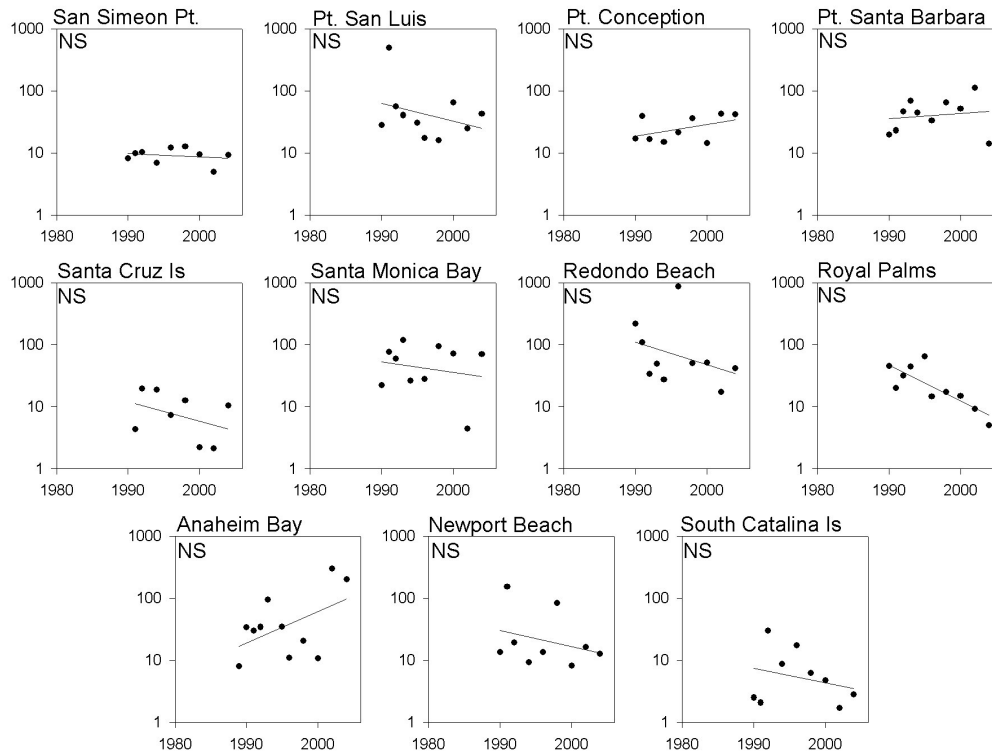 San Simeon Pt. Pt. San Luis Pt. Conception Pt. Santa Barbara
1000 NS 1000 NS 1000 NS 1000 NS
100 100 100 100
10 10 10 10
1 1 1 1
1980 1990 2000 1980 1990 2000 1980 1990 2000 1980 1990 2000
Santa Cruz Is Santa Monica Bay Redondo Beach Royal Palms
1000 NS 1000 NS 1000 NS 1000 NS
100 100 100 100
10 10 10 10
1 1 1 1
1980 1990 2000 1980 1990 2000 1980 1990 2000 1980 1990 2000
Anaheim Bay Newport Beach South Catalina Is
1000 NS 1000 NS 1000 NS
100 100 100
10 10 10
1 1 1
1980 1990 2000 1980 1990 2000 1980 1990 2000